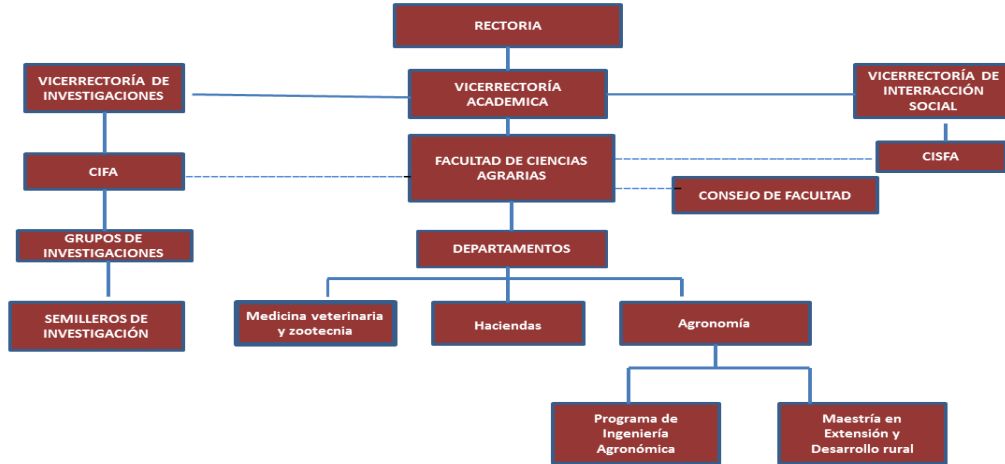 RECTORIA
VICERRECTORÍA DE
INVESTIGACIONES
VICERRECTORÍA
ACADEMICA
VICERRECTORÍA DE
INTERRACCIÓN
SOCIAL
CIFA
FACULTAD DE CIENCIAS
AGRARIAS
CISFA
CONSEJO DE FACULTAD
GRUPOS DE
INVESTIGACIONES
DEPARTAMENTOS
SEMILLEROS DE
INVESTIGACIÓN
Medicina veterinaria
y zootecnia
Haciendas
Agronomía
Programa de
Ingeniería
Agronómica
Maestría en
Extensión y
Desarrollo rural